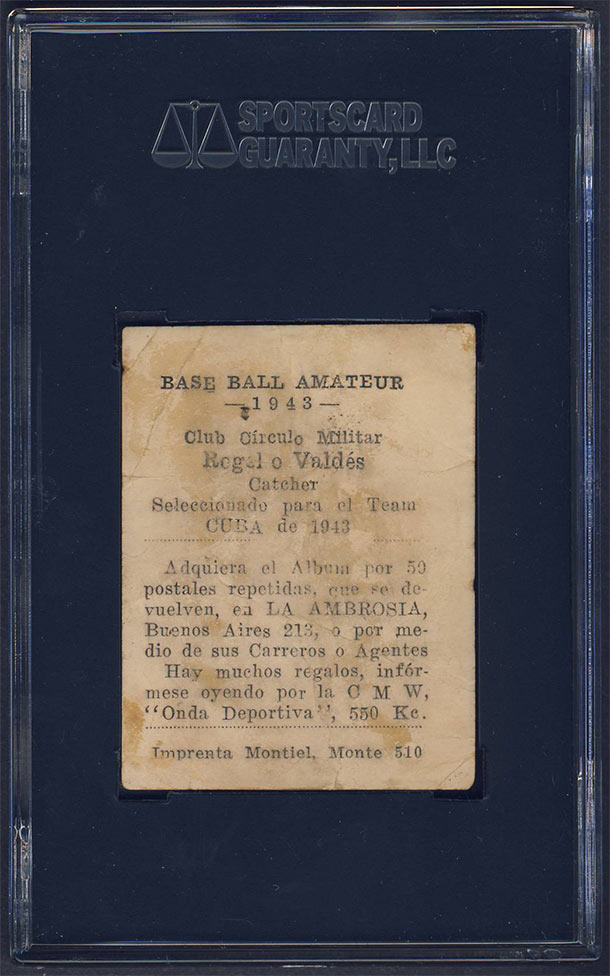 SPORTSCARD
GUARANTY, LLC
BASE BALL AMATEUR
—1943—
Club Círculo Militar
Rogel o Valdés
Catcher
Seleccionado para el Team
CUBA de 1943
Adquiera el Album por 50
postales repetidas, que se de-
vuelven, en LA AMBROSIA,
Buenos Aires 213, o por me-
dio de sus Carreros o Agentes
Hay muchos regalos, infór-
mese oyendo por la C M W,
"Onda Deportiva", 550 Kc.
Imprenta Montiel, Monte 510